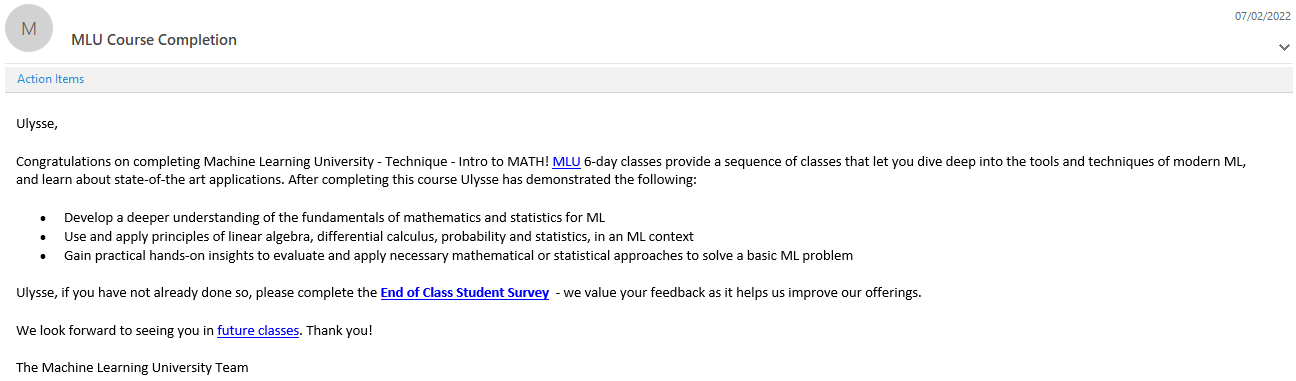 M
07/02/2022
MLU Course Completion
Action Items
Ulysse,
Congratulations on completing Machine Learning University - Technique - Intro to MATH! MLU 6-day classes provide a sequence of classes that let you dive deep into the tools and techniques of modern ML,
and learn about state-of-the art applications. After completing this course Ulysse has demonstrated the following:
• Develop a deeper understanding of the fundamentals of mathematics and statistics for ML
• Use and apply principles of linear algebra, differential calculus, probability and statistics, in an ML context
• Gain practical hands-on insights to evaluate and apply necessary mathematical or statistical approaches to solve a basic ML problem
Ulysse, if you have not already done so, please complete the End of Class Student Survey - we value your feedback as it helps us improve our offerings.
We look forward to seeing you in future classes. Thank you!
The Machine Learning University Team